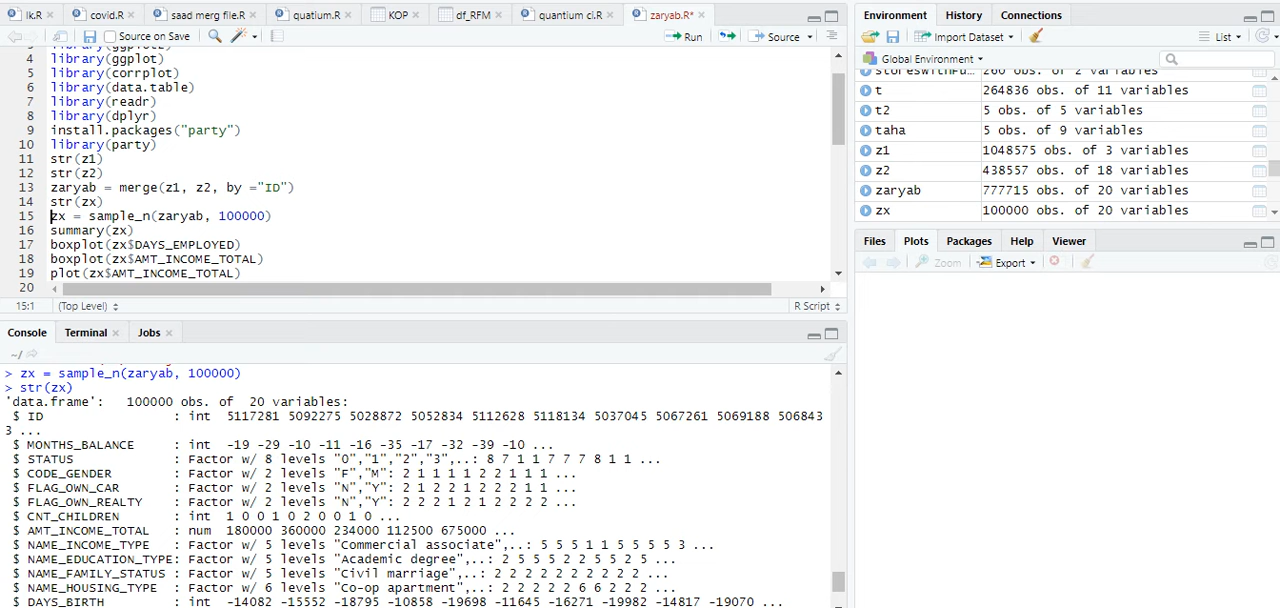 lk.R × covid.R × saad merg file.R × quatium.R × KOP × df_RFM × quantium cl.R × zaryab.R* ×
Source on Save Run Source
4 library(ggplot)
5 library(corrplot)
6 library(data.table)
7 library(readr)
8 library(dplyr)
9 install.packages("party")
10 library(party)
11 str(z1)
12 str(z2)
13 zaryab = merge(z1, z2, by ="ID")
14 str(zx)
15 zx = sample_n(zaryab, 100000)
16 summary(zx)
17 boxplot(zx$DAYS_EMPLOYED)
18 boxplot(zx$AMT_INCOME_TOTAL)
19 plot(zx$AMT_INCOME_TOTAL)
20
15:1 (Top Level) R Script
Console Terminal × Jobs ×
~/
> zx = sample_n(zaryab, 100000)
> str(zx)
'data.frame': 100000 obs. of 20 variables:
$ ID : int 5117281 5092275 5028872 5052834 5112628 5118134 5037045 5067261 5069188 506843
3 ...
$ MONTHS_BALANCE : int -19 -29 -10 -11 -16 -35 -17 -32 -39 -10 ...
$ STATUS : Factor w/ 8 levels "0","1","2","3",..: 8 7 1 1 7 7 7 8 1 1 ...
$ CODE_GENDER : Factor w/ 2 levels "F","M": 2 1 1 1 1 2 2 1 1 1 ...
$ FLAG_OWN_CAR : Factor w/ 2 levels "N","Y": 2 1 2 2 1 2 2 2 1 1 ...
$ FLAG_OWN_REALTY : Factor w/ 2 levels "N","Y": 2 2 2 1 2 1 2 2 2 2 ...
$ CNT_CHILDREN : int 1 0 0 1 0 2 0 0 1 0 ...
$ AMT_INCOME_TOTAL : num 180000 360000 234000 112500 675000 ...
$ NAME_INCOME_TYPE : Factor w/ 5 levels "Commercial associate",..: 5 5 5 1 1 5 5 5 5 3 ...
$ NAME_EDUCATION_TYPE: Factor w/ 5 levels "Academic degree",..: 2 5 5 5 2 2 5 5 2 5 ...
$ NAME_FAMILY_STATUS : Factor w/ 5 levels "Civil marriage",..: 2 2 2 2 2 2 2 2 2 2 ...
$ NAME_HOUSING_TYPE : Factor w/ 6 levels "Co-op apartment",..: 2 2 2 2 2 6 6 2 2 2 ...
$ DAYS_BIRTH : int -14082 -15552 -18795 -10858 -19698 -11645 -16271 -19982 -14817 -19070 ...
Environment History Connections
Import Dataset List
Global Environment
260 obs. of 2 variables
t 264836 obs. of 11 variables
t2 5 obs. of 5 variables
taha 5 obs. of 9 variables
z1 1048575 obs. of 3 variables
z2 438557 obs. of 18 variables
zaryab 777715 obs. of 20 variables
zx 100000 obs. of 20 variables
Files Plots Packages Help Viewer
Zoom Export